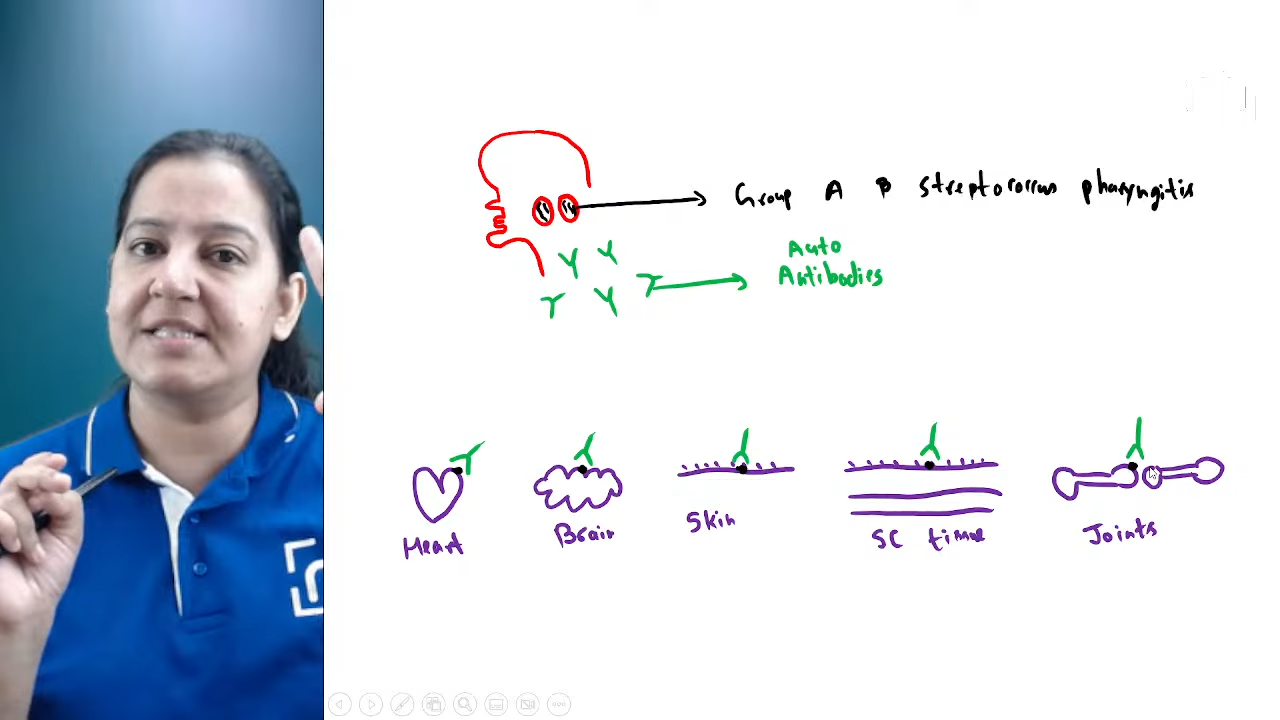 Group A β streptococcus pharyngitis
Auto
Antibodies
Heart
Brain
Skin
SC tissue
Joints